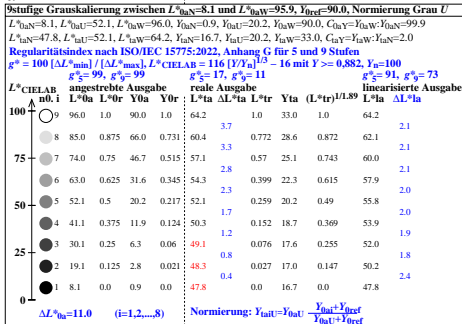 9stufige Grauskalierung zwischen L*0aN=8.1 und L*0aW=95.9, Y0ref=90.0, Normierung Grau U
L*0aN=8.1, L*0aU=52.1, L*0aW=96.0, Y0aN=0.9, Y0aU=20.2, Y0aW=90.0, C0aY=Y0aW:Y0aN=99.9
L*taN=47.8, L*taU=52.1, L*taW=64.2, YtaN=16.7, YtaU=20.2, YtaW=33.0, CtaY=YtaW:YtaN=2.0
Regularitätsindex nach ISO/IEC 15775:2022, Anhang G für 5 und 9 Stufen
g* = 100 [ΔL*min] / [ΔL*max], L*CIELAB = 116 [Y/Yn]1/3 − 16 mit Y >= 0,882, Yn=100
g*5= 99, g*9= 99 g*5= 17, g*9= 11 g*5= 91, g*9= 73
L*CIELAB angestrebte Ausgabe reale Ausgabe linearisierte Ausgabe
n0. i L*0a L*0r Y0a Y0r L*ta ΔL*ta L*tr Yta (L*tr)1/1.89 L*la ΔL*la
9 96.0 1.0 90.0 1.0 64.2 1.0 33.0 1.0 64.2
3.7 2.1
100
8 85.0 0.875 66.0 0.731 60.4 0.772 28.6 0.872 62.1
3.3 2.1
75
7 74.0 0.75 46.7 0.515 57.1 0.57 25.1 0.743 60.0
2.8 2.1
6 63.0 0.625 31.6 0.345 54.3 0.399 22.3 0.615 57.9
2.3 2.0
50
5 52.1 0.5 20.2 0.217 52.1 0.259 20.2 0.49 55.8
1.7 2.0
4 41.1 0.375 11.9 0.124 50.3 0.152 18.7 0.369 53.9
1.2 1.9
25
3 30.1 0.25 6.3 0.06 49.1 0.076 17.6 0.255 52.0
0.8 1.8
2 19.1 0.125 2.8 0.021 48.3 0.027 17.0 0.147 50.2
0.4 2.4
1 8.1 0.0 0.9 0.0 47.8 0.0 16.7 0.0 47.8
0
ΔL*0a=11.0 (i=1,2,...,8) Normierung: YtaiU=Y0aU Y0ai+Y0ref
Y0aU+Y0ref